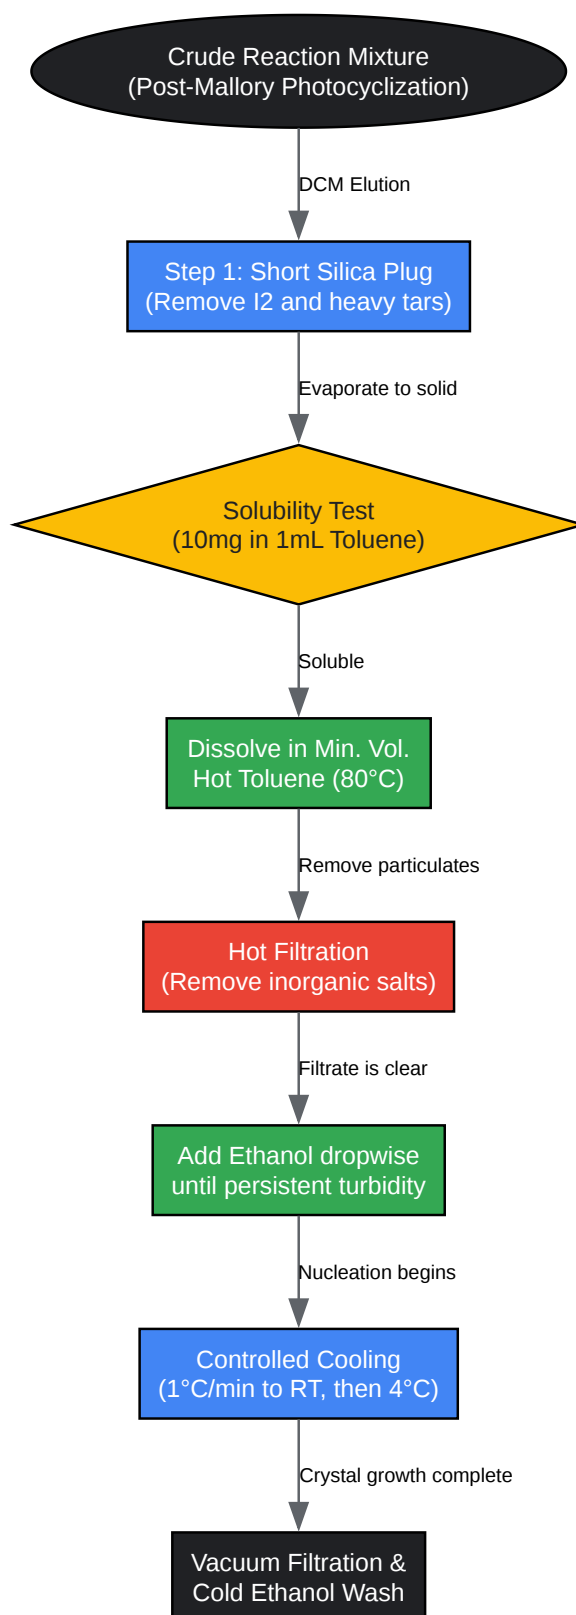 Crude Reaction Mixture
(Post-Mallory Photocyclization)
DCM Elution
Step 1: Short Silica Plug
(Remove I2 and heavy tars)
Evaporate to solid
Solubility Test
(10mg in 1mL Toluene)
Soluble
Dissolve in Min. Vol.
Hot Toluene (80°C)
Remove particulates
Hot Filtration
(Remove inorganic salts)
Filtrate is clear
Add Ethanol dropwise
until persistent turbidity
Nucleation begins
Controlled Cooling
(1°C/min to RT, then 4°C)
Crystal growth complete
Vacuum Filtration &
Cold Ethanol Wash